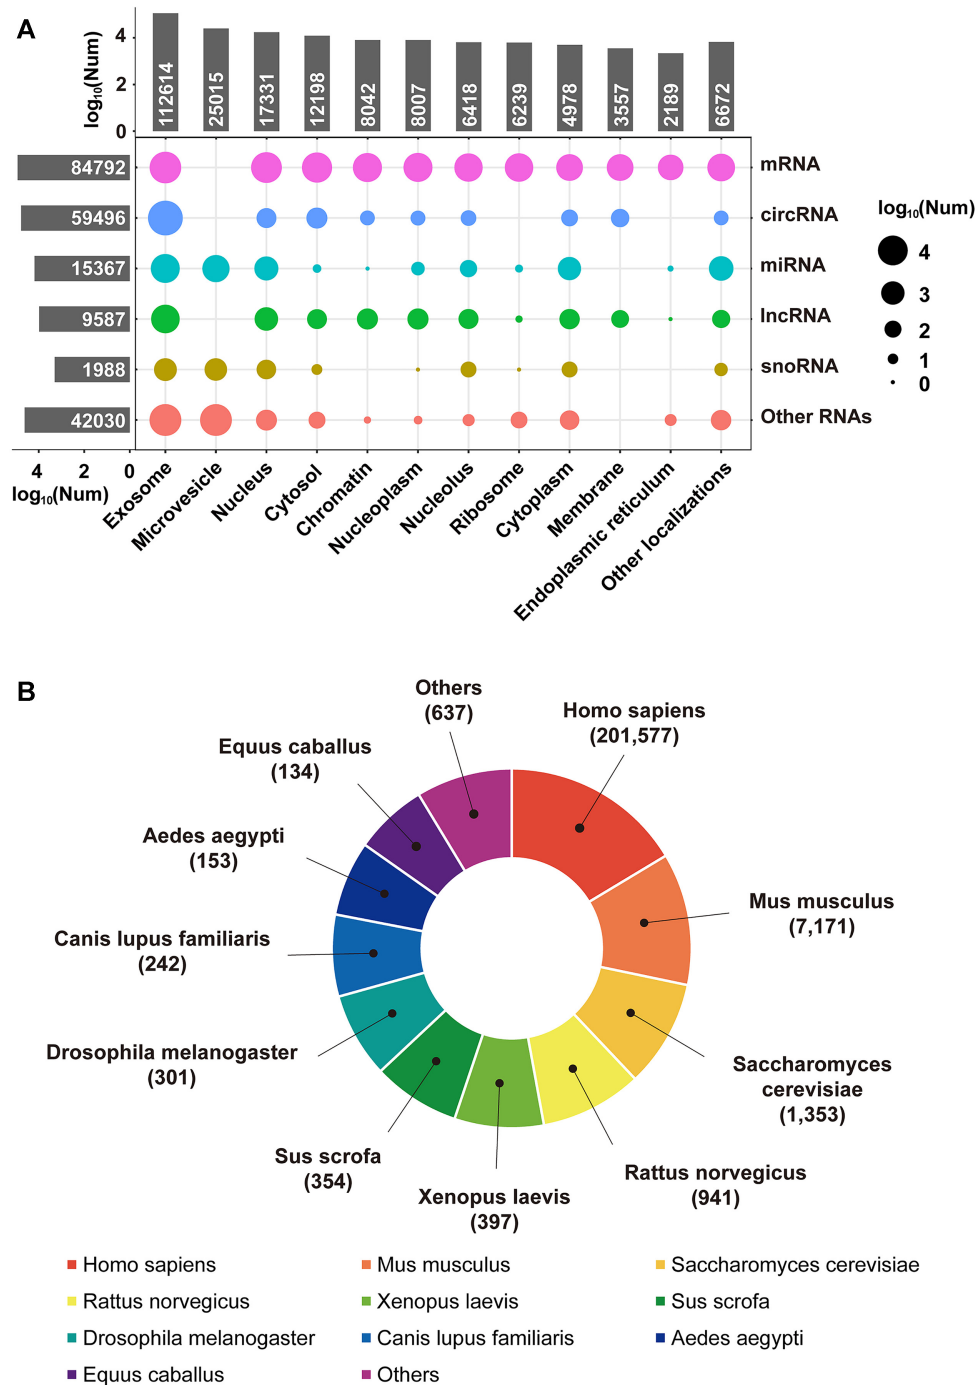 A
log₁₀(Num)
4
2
0
112614
25015
17331
12198
8042
8007
6418
6239
4978
3557
2189
6672
84792
mRNA
59496
circRNA
15367
miRNA
9587
lncRNA
1988
snoRNA
42030
Other RNAs
log₁₀(Num)
4
3
2
1
0
4 2 0
log₁₀(Num)
Exosome
Microvesicle
Nucleus
Cytosol
Chromatin
Nucleoplasm
Nucleolus
Ribosome
Cytoplasm
Membrane
Endoplasmic reticulum
Other localizations
B
Others
(637)
Homo sapiens
(201,577)
Equus caballus
(134)
Aedes aegypti
(153)
Mus musculus
(7,171)
Canis lupus familiaris
(242)
Drosophila melanogaster
(301)
Saccharomyces
cerevisiae
(1,353)
Sus scrofa
(354)
Rattus norvegicus
(941)
Xenopus laevis
(397)
Homo sapiens
Mus musculus
Saccharomyces cerevisiae
Rattus norvegicus
Xenopus laevis
Sus scrofa
Drosophila melanogaster
Canis lupus familiaris
Aedes aegypti
Equus caballus
Others